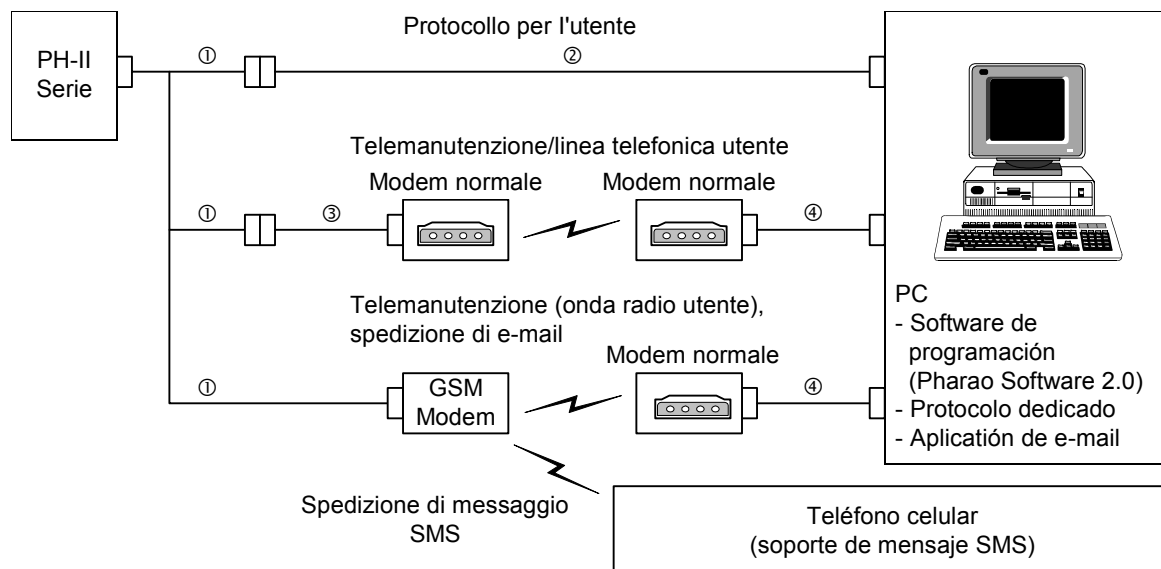 PH-II
Serie
Protocollo per l'utente
①
②
Telemanutenzione/linea telefonica utente
Modem normale
Modem normale
①
③
④
Telemanutenzione (onda radio utente),
spedizione di e-mail
Modem normale
①
GSM
Modem
④
PC
- Software de
programación
(Pharao Software 2.0)
- Protocolo dedicado
- Aplicatión de e-mail
Spedizione di messaggio
SMS
Teléfono celular
(soporte de mensaje SMS)